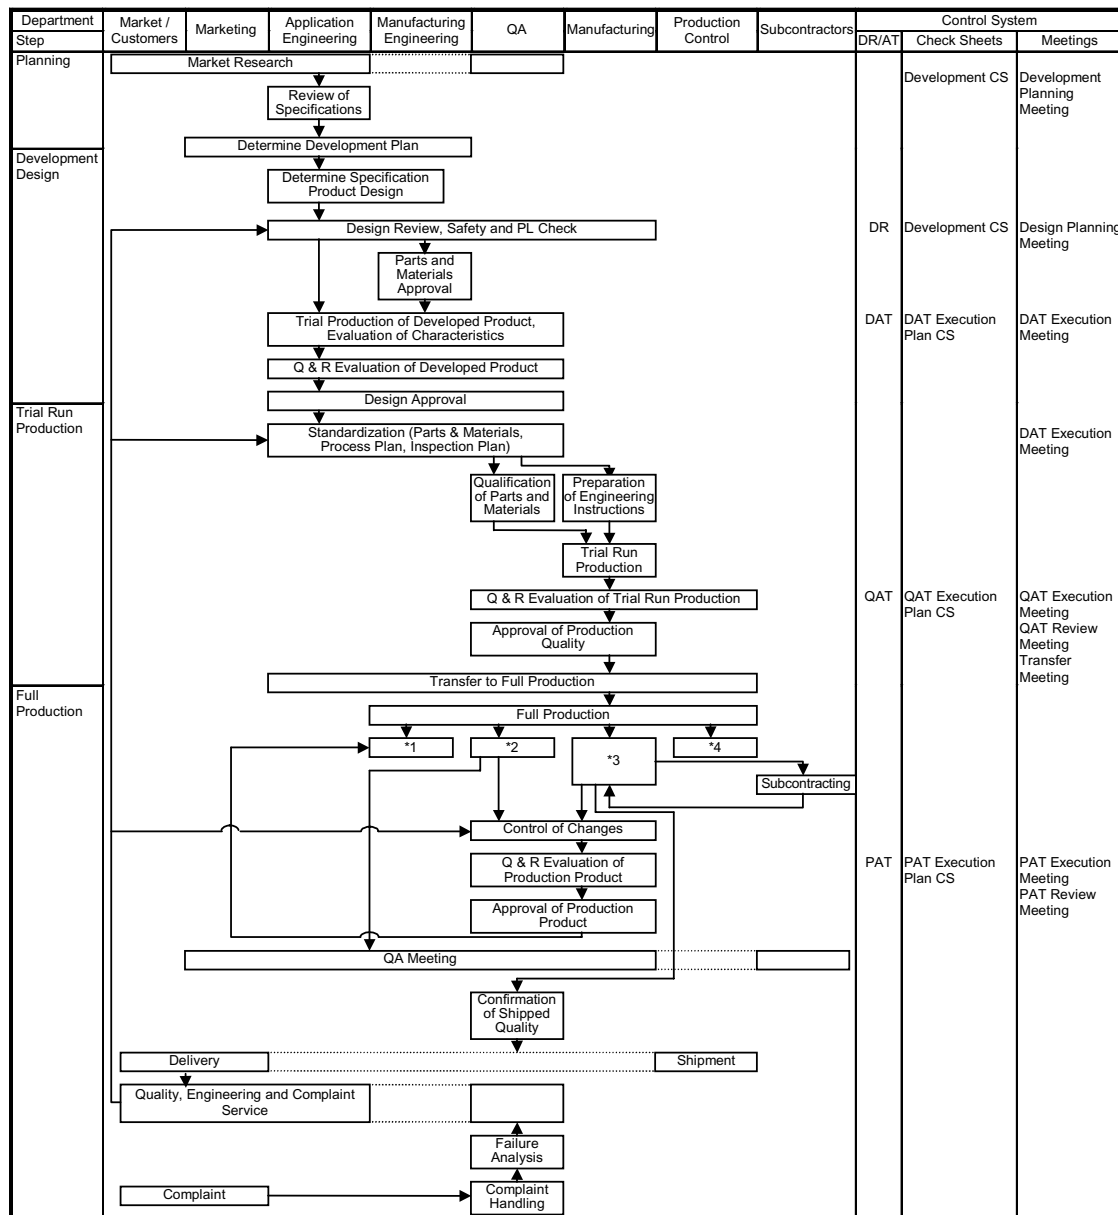 Department
Step
Market /
Customers
Marketing
Application
Engineering
Manufacturing
Engineering
QA
Manufacturing
Production
Control
Subcontractors
Control System
DR/AT
Check Sheets
Meetings
Planning
Market Research
Development CS
Development
Planning
Meeting
Review of
Specifications
Determine Development Plan
Development
Design
Determine Specification
Product Design
Design Review, Safety and PL Check
DR
Development CS
Design Planning
Meeting
Parts and
Materials
Approval
Trial Production of Developed Product,
Evaluation of Characteristics
DAT
DAT Execution
Plan CS
DAT Execution
Meeting
Q & R Evaluation of Developed Product
Design Approval
Trial Run
Production
Standardization (Parts & Materials,
Process Plan, Inspection Plan)
DAT Execution
Meeting
Qualification
of Parts and
Materials
Preparation
of Engineering
Instructions
Trial Run
Production
Q & R Evaluation of Trial Run Production
QAT
QAT Execution
Plan CS
QAT Execution
Meeting
QAT Review
Meeting
Transfer
Meeting
Approval of Production
Quality
Transfer to Full Production
Full
Production
Full Production
*1
*2
*3
*4
Subcontracting
Control of Changes
Q & R Evaluation of
Production Product
PAT
PAT Execution
Plan CS
PAT Execution
Meeting
PAT Review
Meeting
Approval of Production
Product
QA Meeting
Confirmation
of Shipped
Quality
Delivery
Shipment
Quality, Engineering and Complaint
Service
Failure
Analysis
Complaint
Complaint
Handling